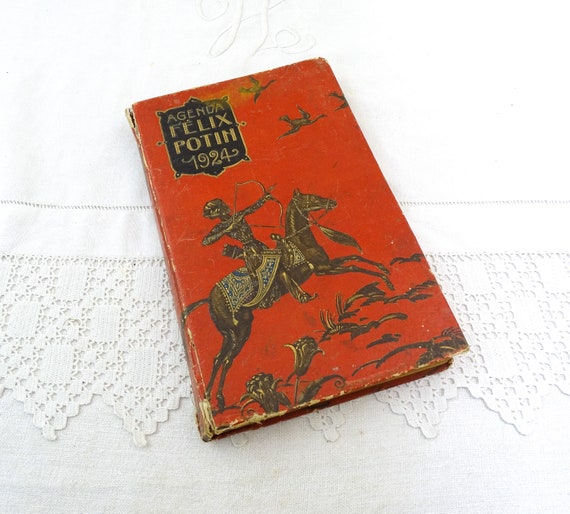 AGENDA
FÉLIX
POTIN
1924